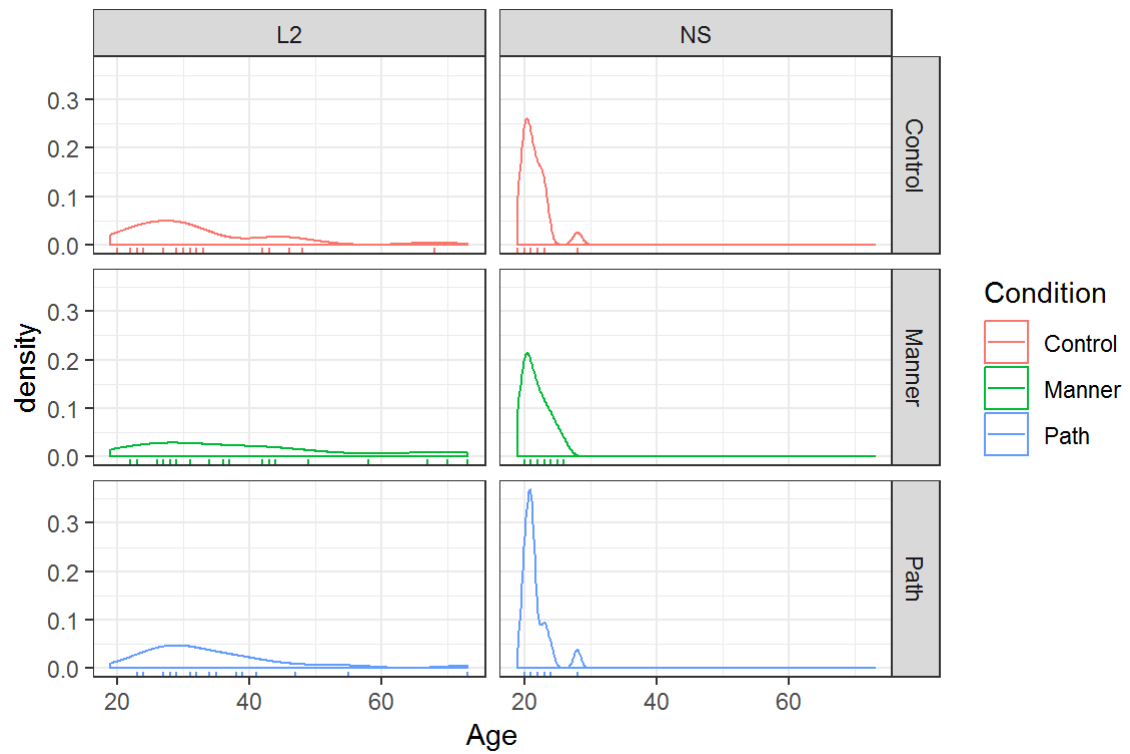 L2
NS
0.3
0.2
0.1
0.0
Control
0.3
0.2
0.1
0.0
Manner
0.3
0.2
0.1
0.0
Path
20
40
60
20
40
60
density
Age
Condition
Control
Manner
Path